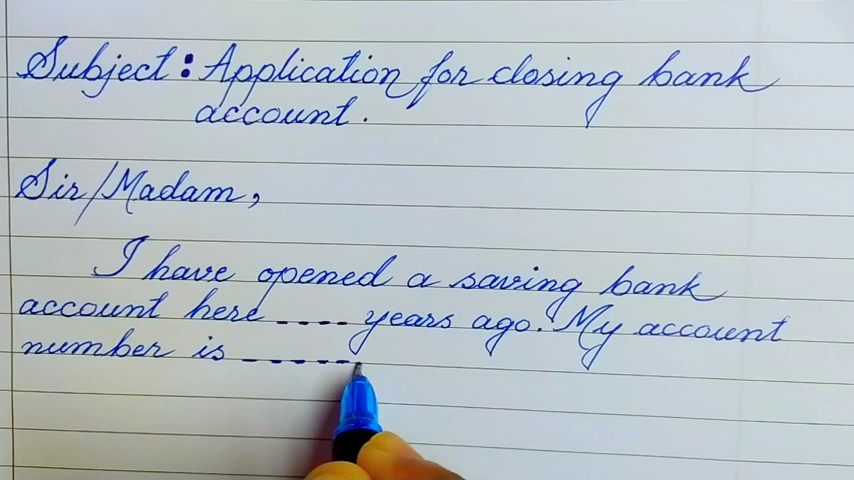 Subject: Application for closing bank
account.
Sir/Madam,
I have opened a saving bank
account here ---- years ago. My account
number is ------